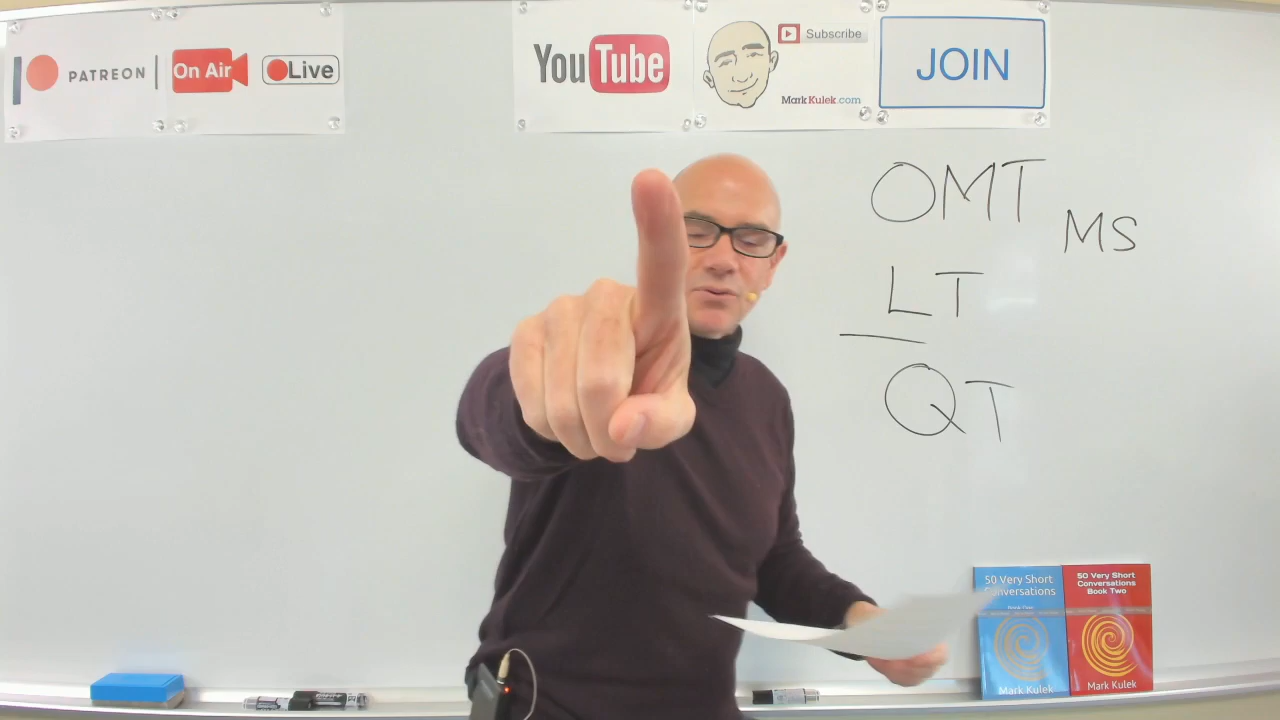 PATREON
On Air
Live
YouTube
Subscribe
MarkKulek.com
JOIN
OMT
MS
LT
QT
50 Very Short
Conversations
Mark Kulek
50 Very Short
Conversations
Book Two
Mark Kulek